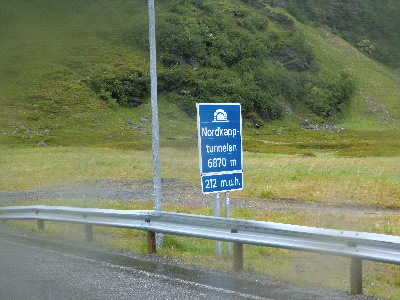 Nordkapp-
tunnelen
6870 m
212 m.u.h.